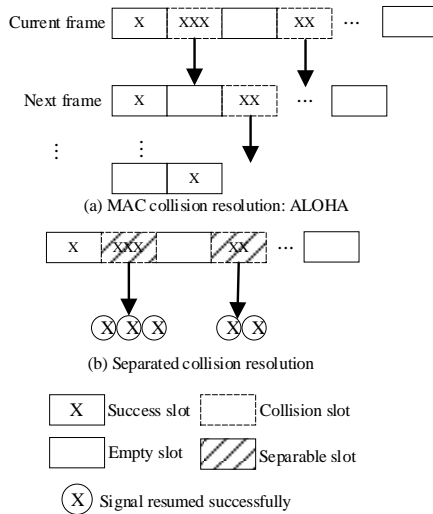 Current frame X XXX XX ...
Next frame X XX ...
⋮ ⋮
X
(a) MAC collision resolution: ALOHA
X XXX XX ...
X X X X X
(b) Separated collision resolution
X Success slot Collision slot
Empty slot Separable slot
X Signal resumed successfully